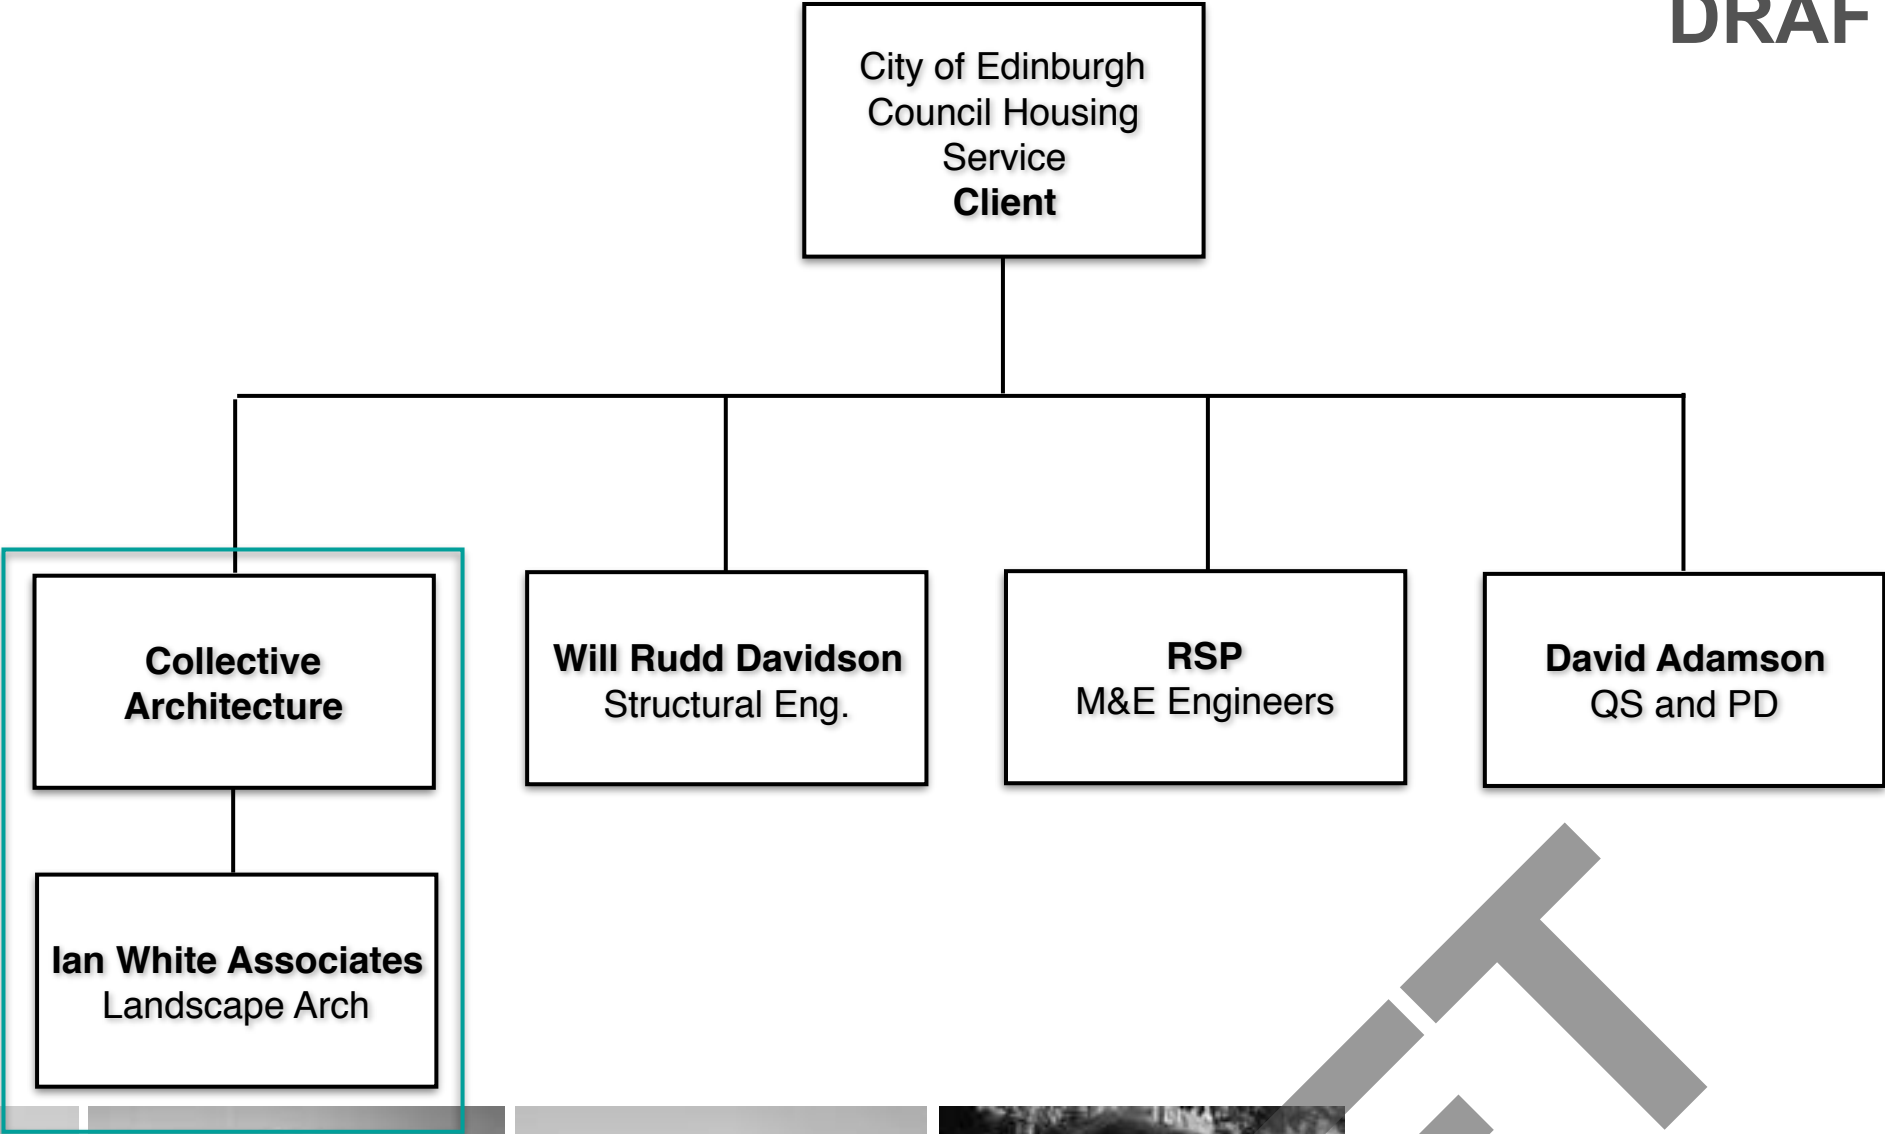 DRAF
City of Edinburgh
Council Housing
Service
Client
Collective
Architecture
Will Rudd Davidson
Structural Eng.
RSP
M&E Engineers
David Adamson
QS and PD
Ian White Associates
Landscape Arch